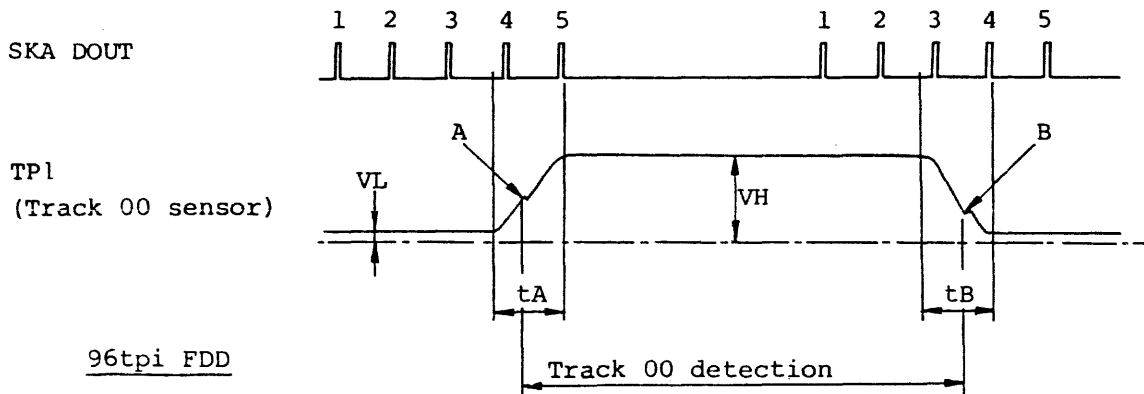 1 2 3 4 5 1 2 3 4 5
SKA DOUT
A B
TP1
(Track 00 sensor)
VL VH
tA tB
96tpi FDD
Track 00 detection